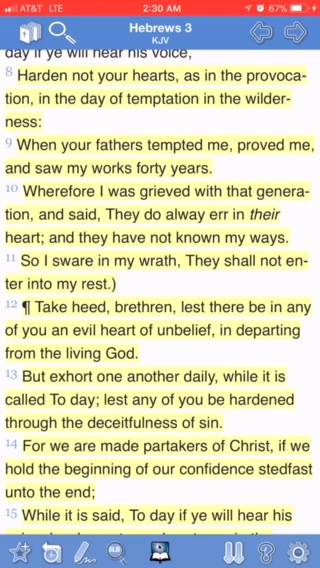 AT&T LTE 2:30 AM 67%
Hebrews 3
KJV
day if ye will hear his voice,
8 Harden not your hearts, as in the provoca-
tion, in the day of temptation in the wilder-
ness:
9 When your fathers tempted me, proved me,
and saw my works forty years.
10 Wherefore I was grieved with that genera-
tion, and said, They do alway err in their
heart; and they have not known my ways.
11 So I sware in my wrath, They shall not en-
ter into my rest.)
12 ¶ Take heed, brethren, lest there be in any
of you an evil heart of unbelief, in departing
from the living God.
13 But exhort one another daily, while it is
called To day; lest any of you be hardened
through the deceitfulness of sin.
14 For we are made partakers of Christ, if we
hold the beginning of our confidence stedfast
unto the end;
15 While it is said, To day if ye will hear his